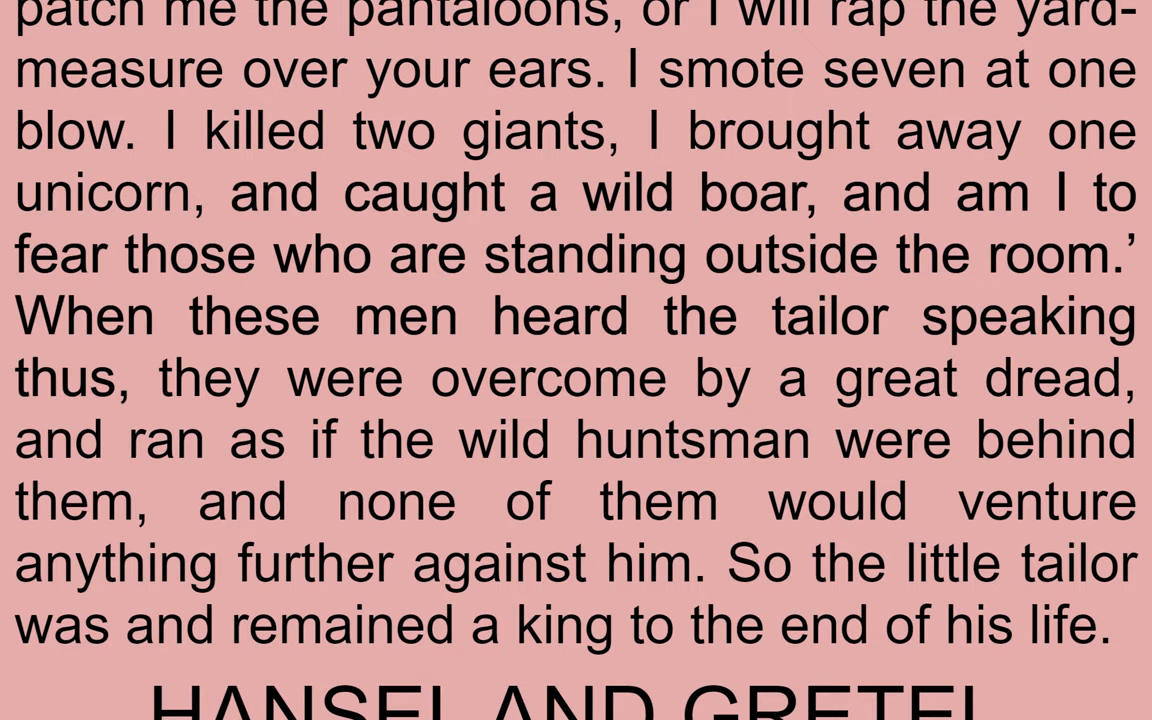 patch me the pantaloons, or I will rap the yard-
measure over your ears. I smote seven at one
blow. I killed two giants, I brought away one
unicorn, and caught a wild boar, and am I to
fear those who are standing outside the room.’
When these men heard the tailor speaking
thus, they were overcome by a great dread,
and ran as if the wild huntsman were behind
them, and none of them would venture
anything further against him. So the little tailor
was and remained a king to the end of his life.
HANSEL AND GRETEL